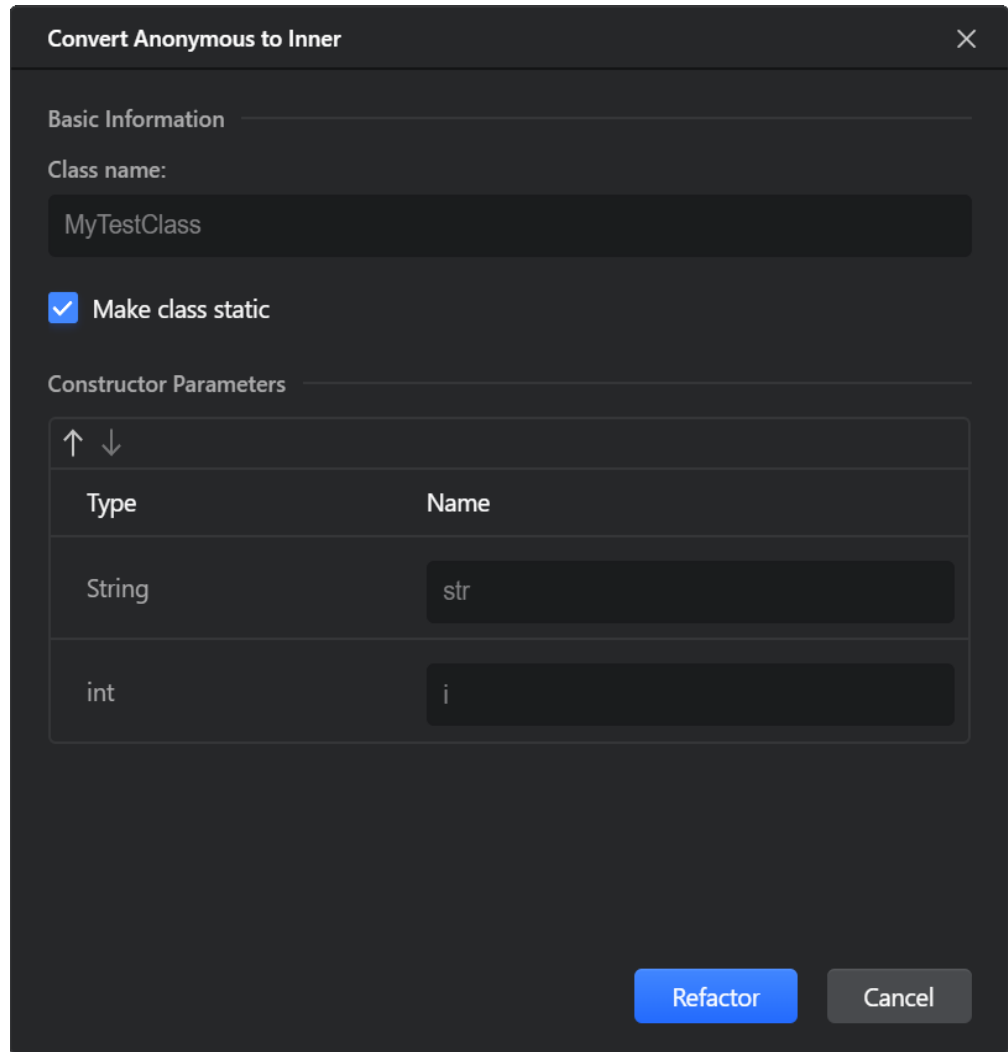 Convert Anonymous to Inner
Basic Information
Class name:
MyTestClass
Make class static
Constructor Parameters
Type Name
String str
int i
Refactor Cancel